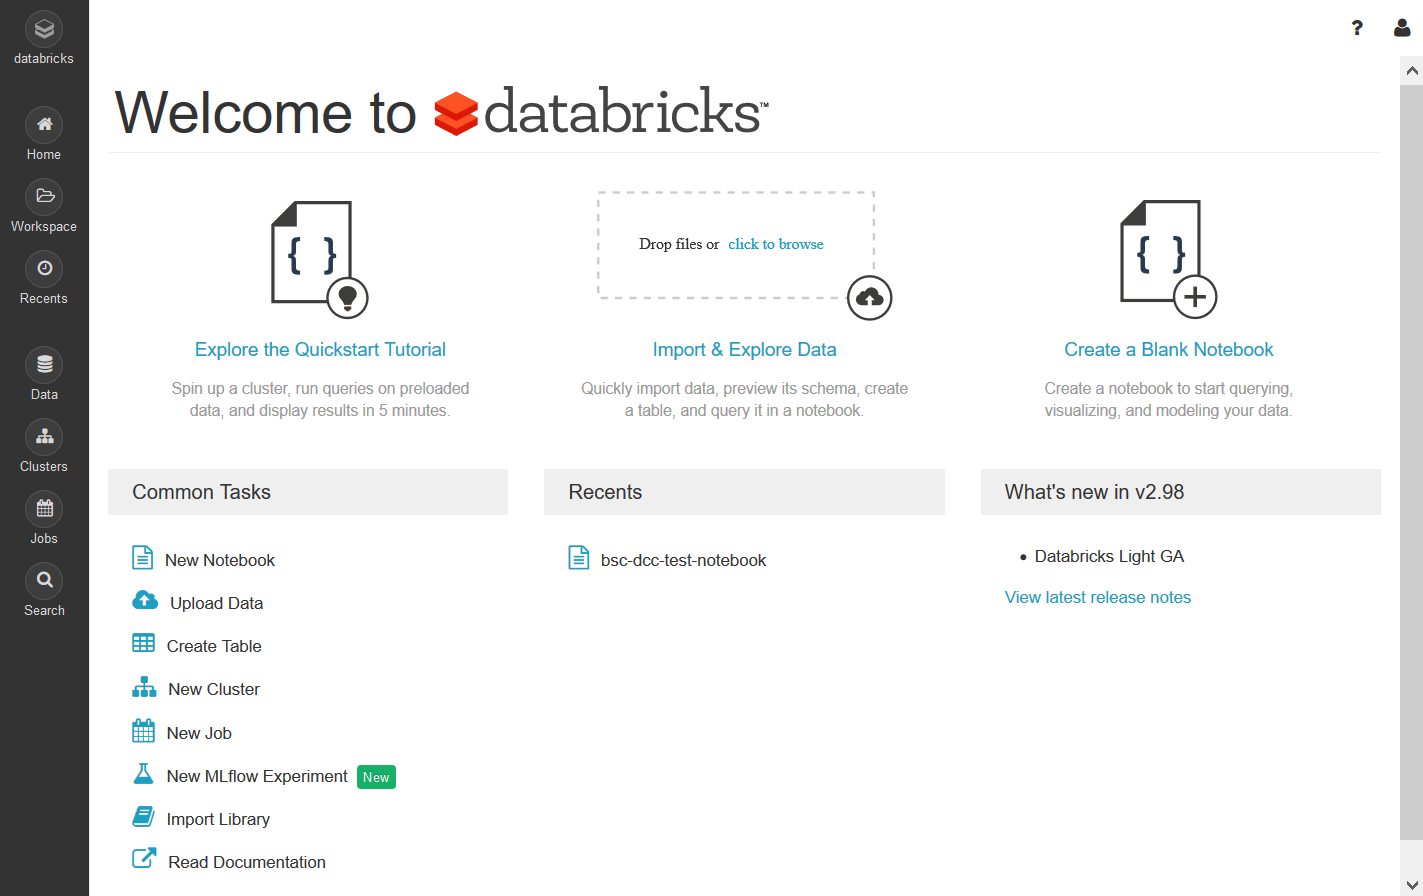 databricks
Home
Workspace
Recents
Data
Clusters
Jobs
Search
?
Welcome to databricks™
{ }
Drop files or click to browse
{ }
Explore the Quickstart Tutorial
Spin up a cluster, run queries on preloaded
data, and display results in 5 minutes.
Import & Explore Data
Quickly import data, preview its schema, create
a table, and query it in a notebook.
Create a Blank Notebook
Create a notebook to start querying,
visualizing, and modeling your data.
Common Tasks
New Notebook
Upload Data
Create Table
New Cluster
New Job
New MLflow Experiment New
Import Library
Read Documentation
Recents
bsc-dcc-test-notebook
What's new in v2.98
• Databricks Light GA
View latest release notes